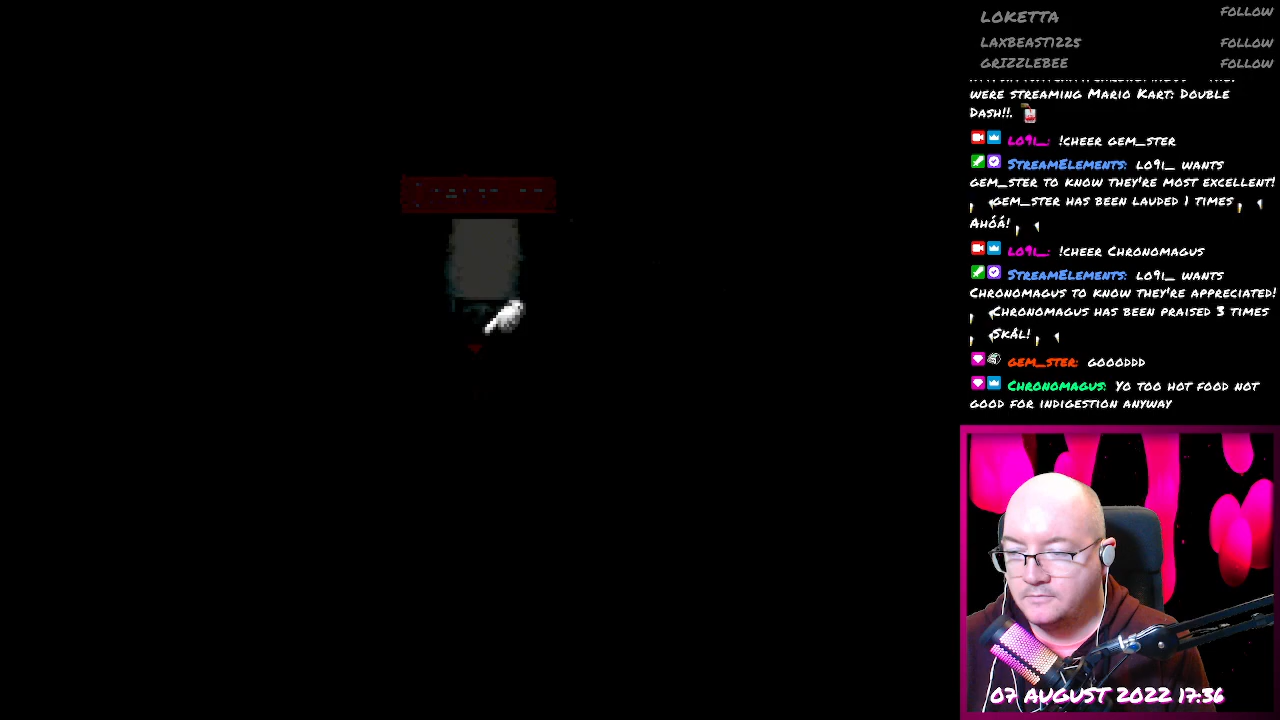 LOKETTA FOLLOW
LAXBEAST1225 FOLLOW
GRIZZLEBEE FOLLOW
WERE STREAMING MARIO KART: DOUBLE
DASH!!.
LO9I_: !CHEER GEM_STER
STREAMELEMENTS: LO9I_ WANTS
GEM_STER TO KNOW THEY'RE MOST EXCELLENT!
GEM_STER HAS BEEN LAUDED 1 TIMES
AHÓÁ!
LO9I_: !CHEER CHRONOMAGUS
STREAMELEMENTS: LO9I_ WANTS
CHRONOMAGUS TO KNOW THEY'RE APPRECIATED!
CHRONOMAGUS HAS BEEN PRAISED 3 TIMES
SKÅL!
GEM_STER: GOOODDD
CHRONOMAGUS: YO TOO HOT FOOD NOT
GOOD FOR INDIGESTION ANYWAY
07 AUGUST 2022 17:36